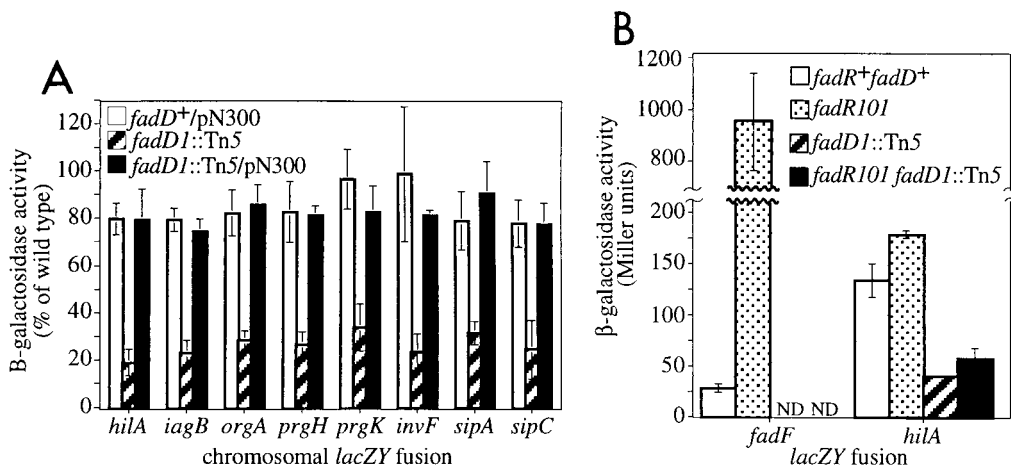 A
B-galactosidase activity
(% of wild type)
120
100
80
60
40
20
0
fadD+/pN300
fadD1::Tn5
fadD1::Tn5/pN300
hilA iagB orgA prgH prgK invF sipA sipC
chromosomal lacZY fusion
B
β-galactosidase activity
(Miller units)
1200
1000
800
200
150
100
50
0
fadR+fadD+
fadR101
fadD1::Tn5
fadR101 fadD1::Tn5
ND ND
fadF hilA
lacZY fusion